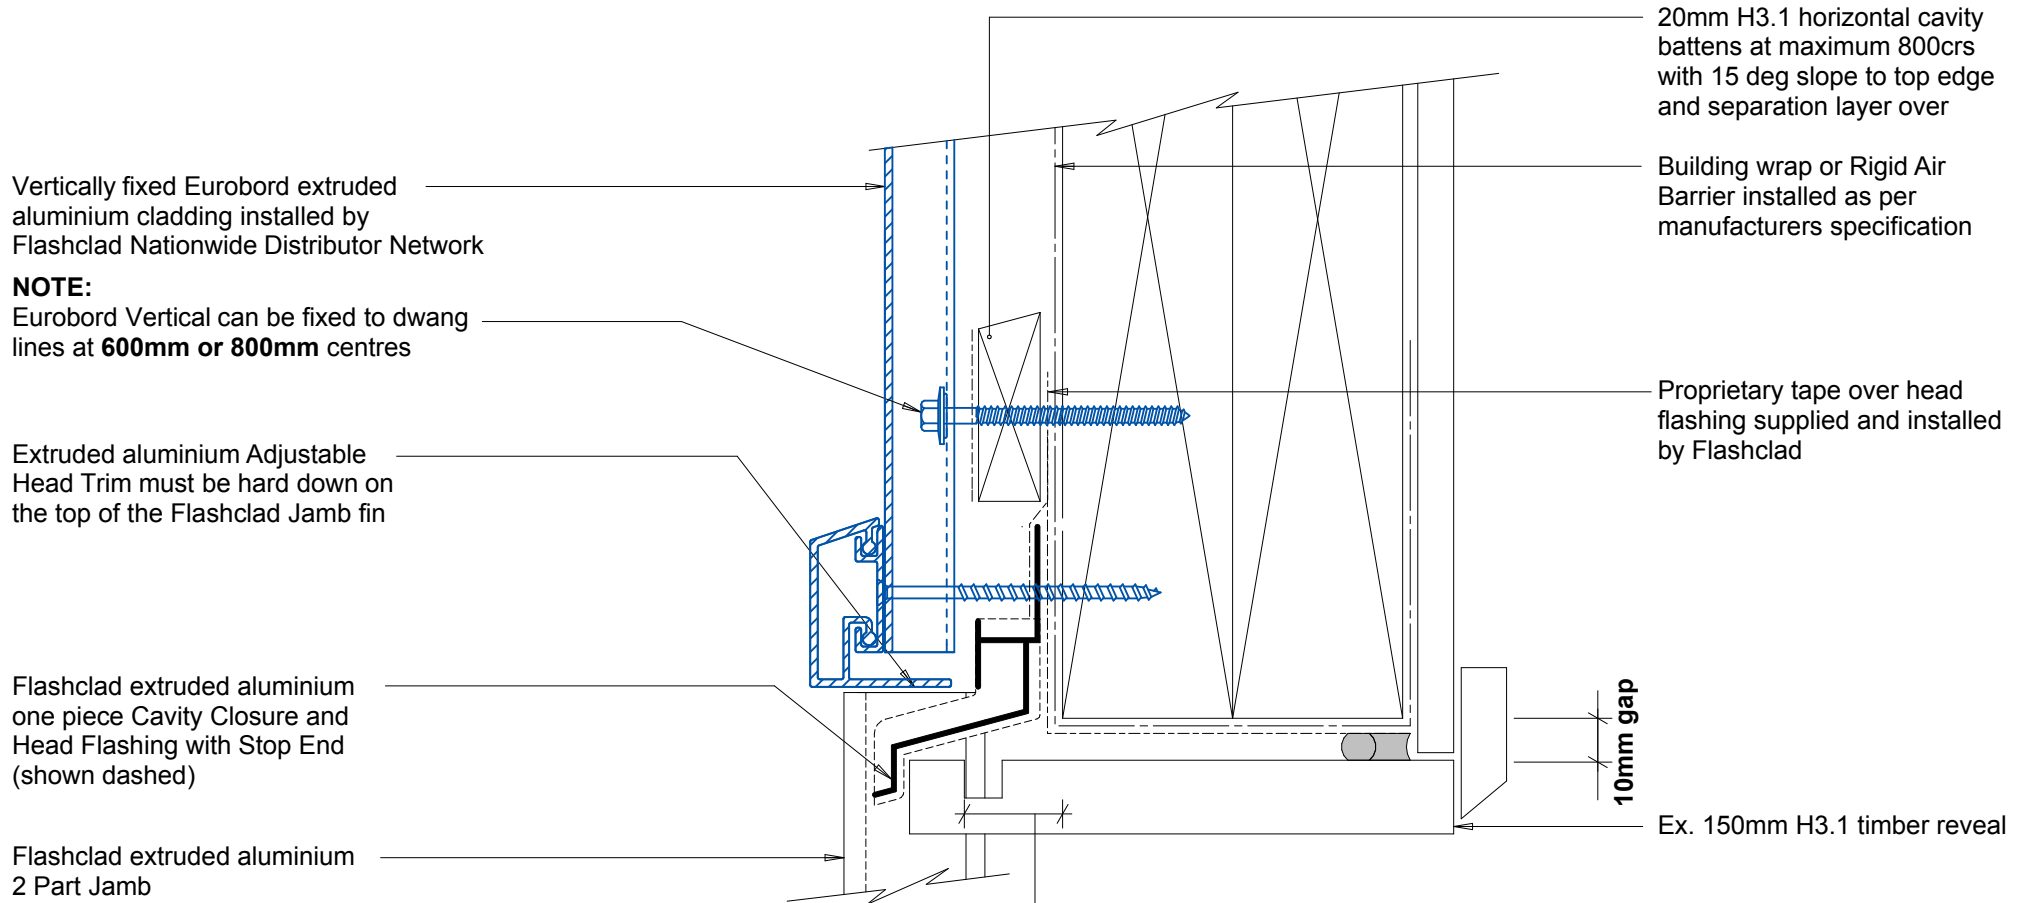 Vertically fixed Eurobord extruded
aluminium cladding installed by
Flashclad Nationwide Distributor Network
NOTE:
Eurobord Vertical can be fixed to dwang
lines at 600mm or 800mm centres
Extruded aluminium Adjustable
Head Trim must be hard down on
the top of the Flashclad Jamb fin
Flashclad extruded aluminium
one piece Cavity Closure and
Head Flashing with Stop End
(shown dashed)
Flashclad extruded aluminium
2 Part Jamb
20mm H3.1 horizontal cavity
battens at maximum 800crs
with 15 deg slope to top edge
and separation layer over
Building wrap or Rigid Air
Barrier installed as per
manufacturers specification
Proprietary tape over head
flashing supplied and installed
by Flashclad
10mm gap
Ex. 150mm H3.1 timber reveal